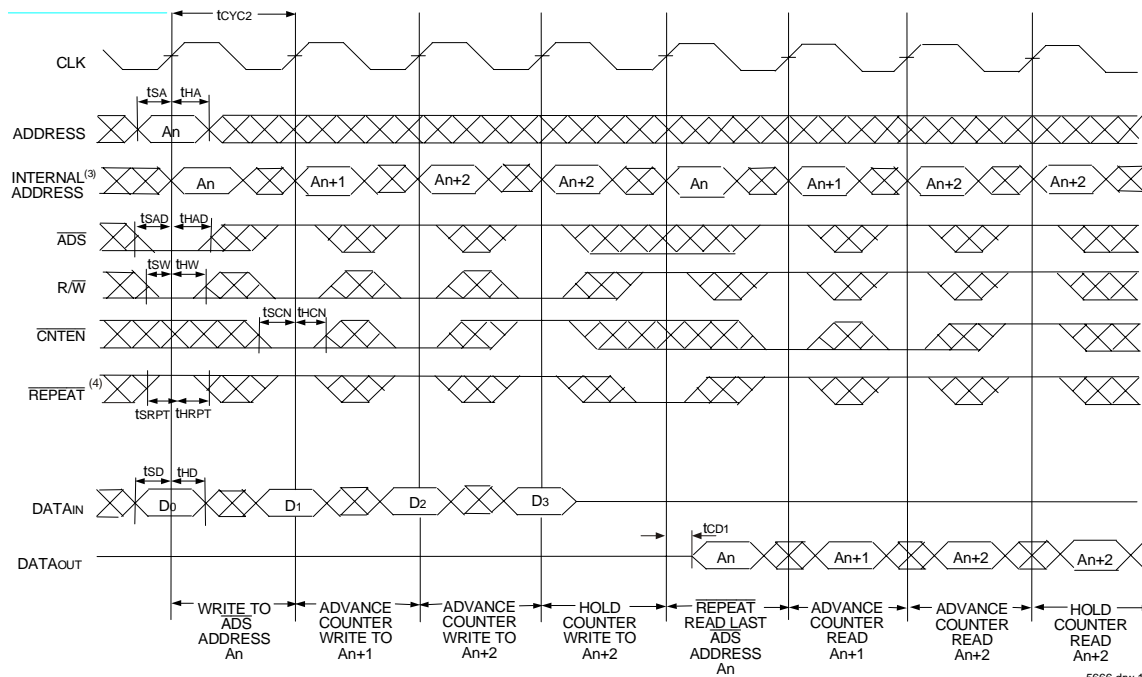 tCYC2
CLK
tSA tHA
ADDRESS An
INTERNAL(3)
ADDRESS
An An+1 An+2 An+2 An An+1 An+2 An+2
tSAD tHAD
ADS
tSW tHW
R/W
tSCN tHCN
CNTEN
REPEAT (4)
tSRPT tHRPT
tSD tHD
DATAIN D0 D1 D2 D3
tCD1
DATAOUT An An+1 An+2 An+2
WRITE TO
ADS
ADDRESS
An
ADVANCE
COUNTER
WRITE TO
An+1
ADVANCE
COUNTER
WRITE TO
An+2
HOLD
COUNTER
WRITE TO
An+2
REPEAT
READ LAST
ADS
ADDRESS
An
ADVANCE
COUNTER
READ
An+1
ADVANCE
COUNTER
READ
An+2
HOLD
COUNTER
READ
An+2